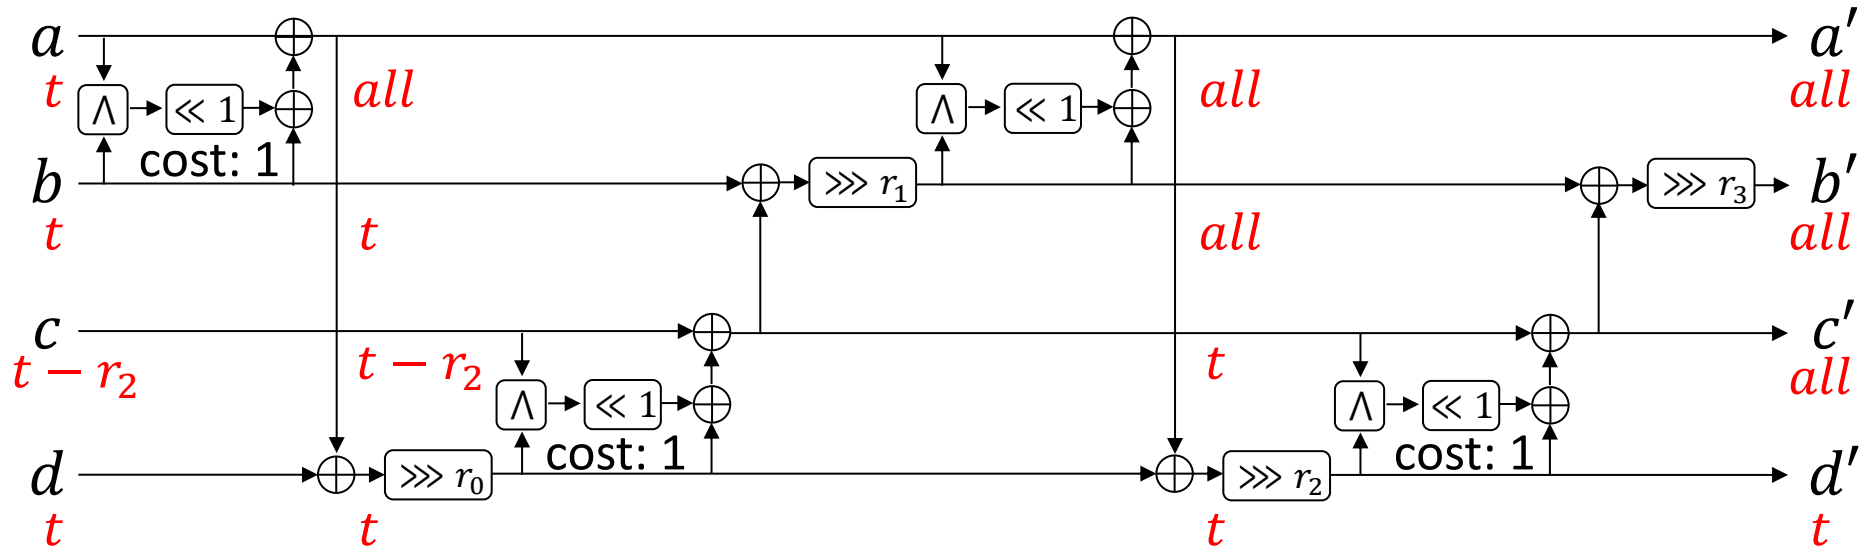 a a′
t ∧ ≪ 1 all ∧ ≪ 1 all all
cost: 1
b ⋙ r₁ ⋙ r₃ b′
t t all all
c c′
t − r₂ t − r₂ ∧ ≪ 1 t ∧ ≪ 1 all
cost: 1 cost: 1
d ⋙ r₀ ⋙ r₂ d′
t t t t